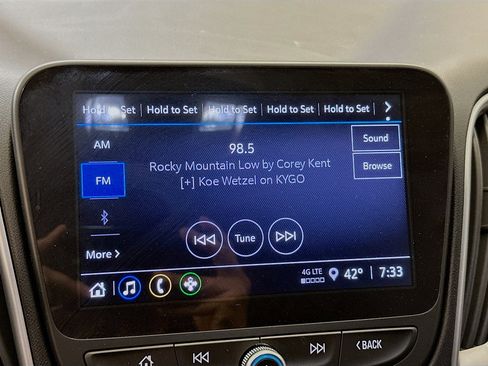 Hold to Set Hold to Set Hold to Set Hold to Set Hold to Set
AM
98.5
Sound
Rocky Mountain Low by Corey Kent
Browse
FM
[+] Koe Wetzel on KYGO
Tune
More >
4G LTE
42° 7:33
< BACK